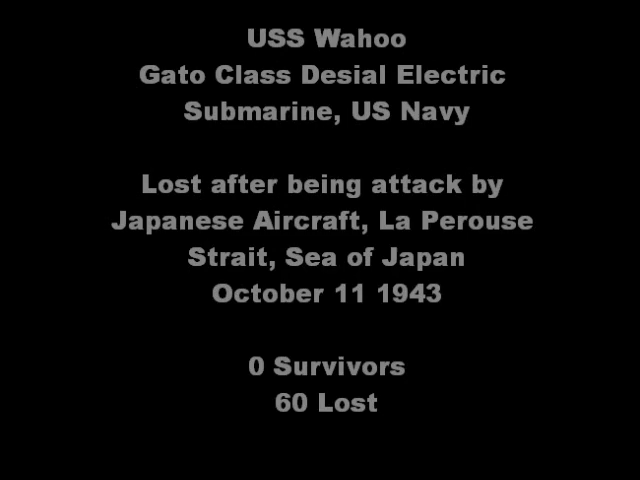 USS Wahoo
Gato Class Desial Electric
Submarine, US Navy
Lost after being attack by
Japanese Aircraft, La Perouse
Strait, Sea of Japan
October 11 1943
0 Survivors
60 Lost